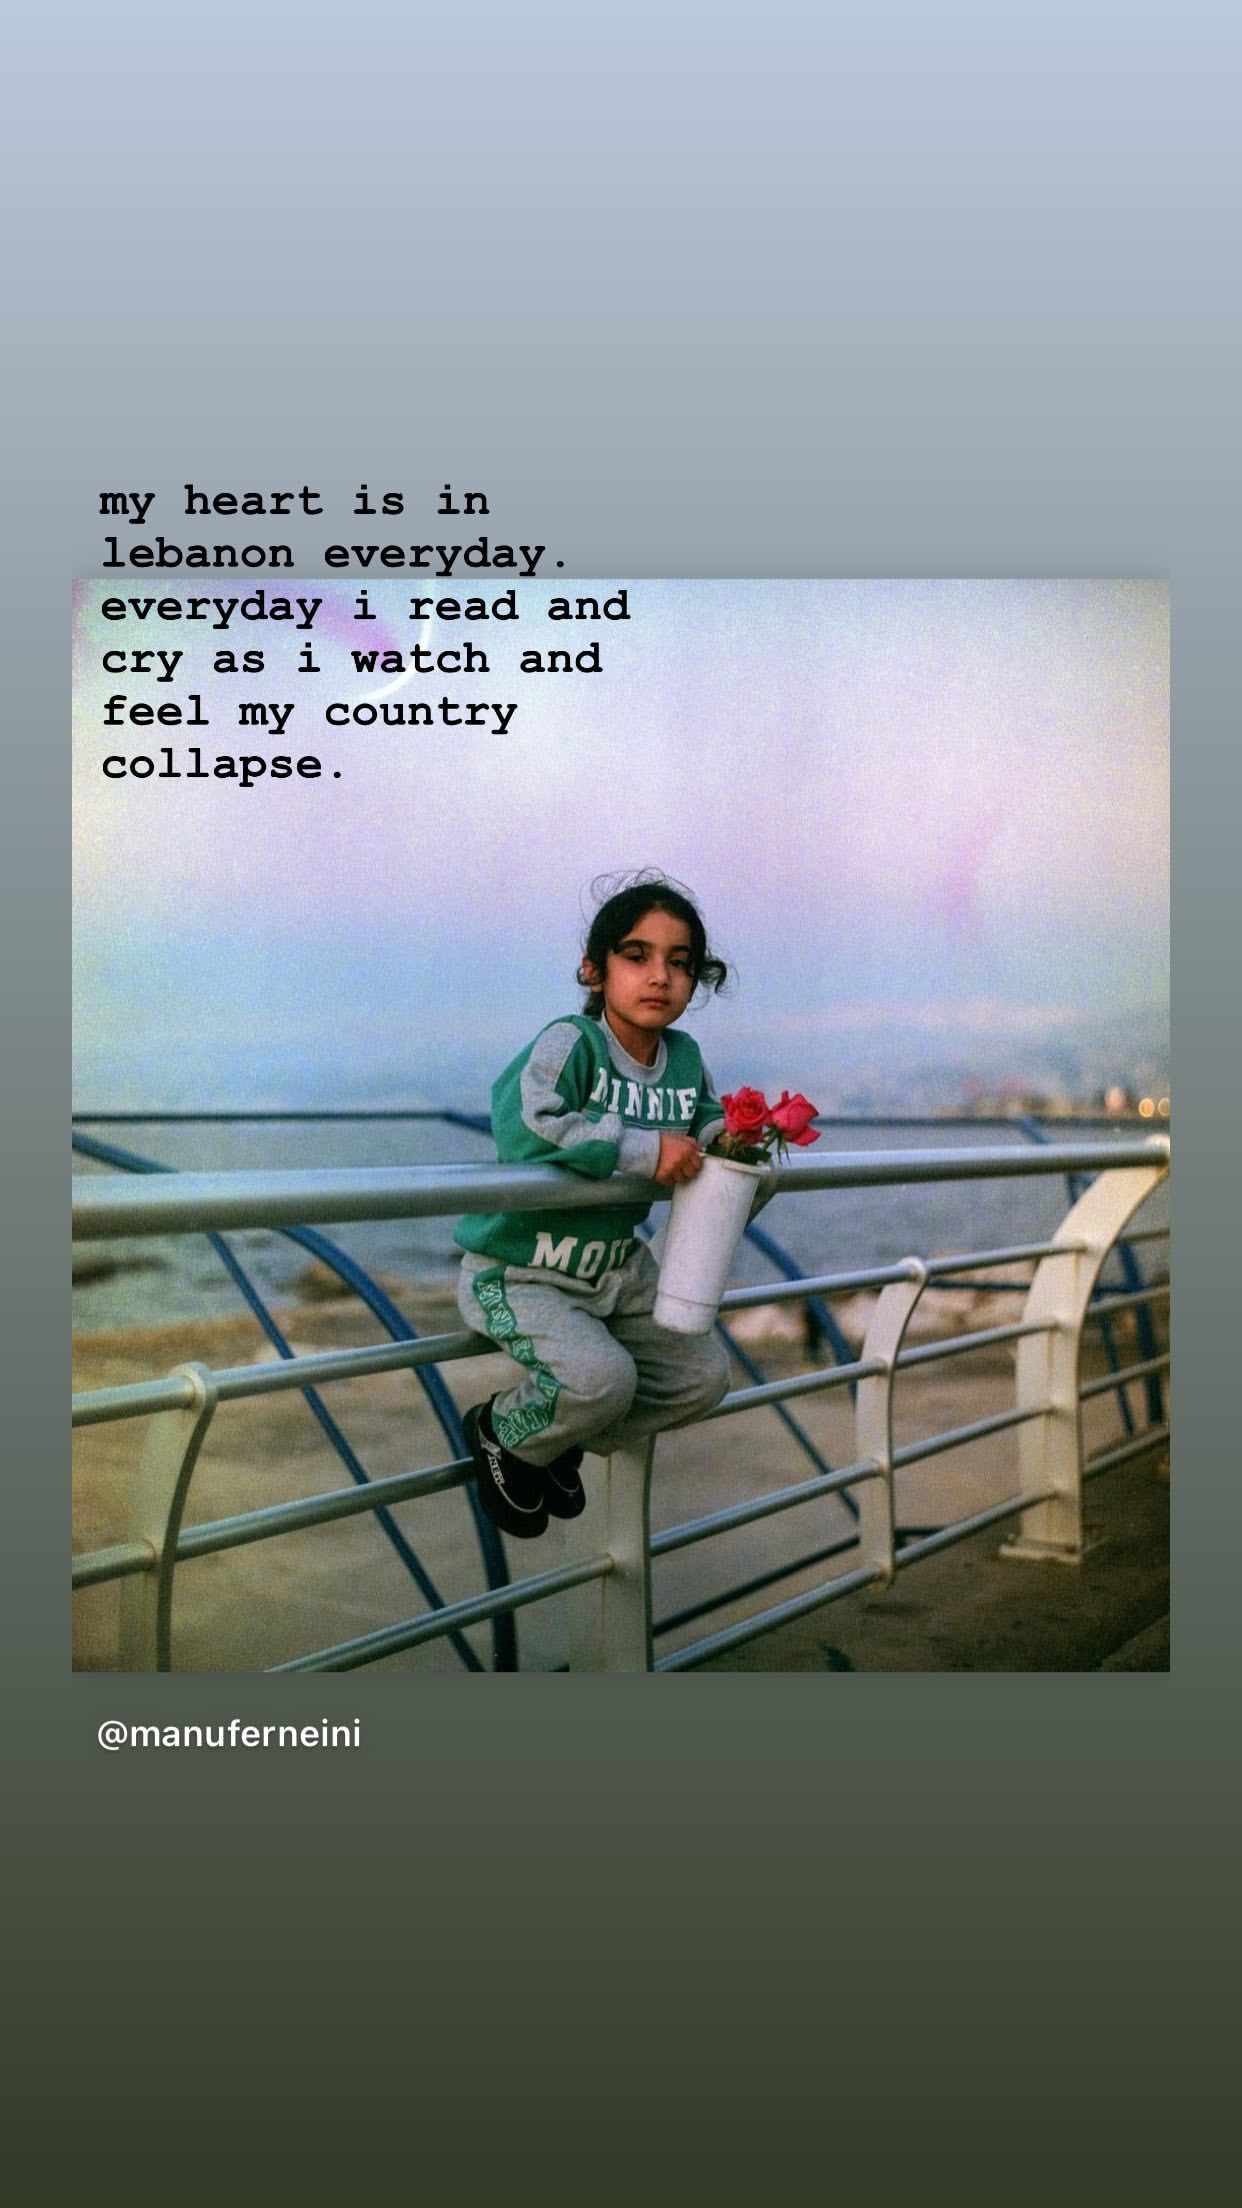 my heart is in
lebanon everyday.
everyday i read and
cry as i watch and
feel my country
collapse.
MINNIE
MOU
@manuferneini